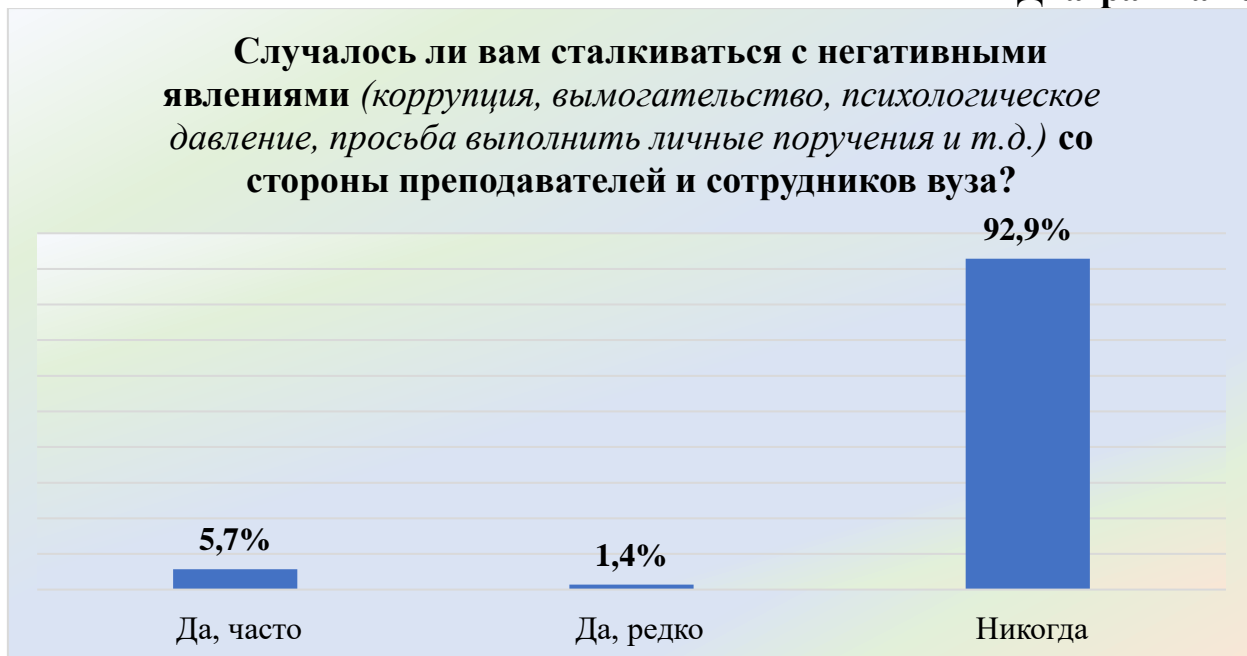 Случалось ли вам сталкиваться с негативными
явлениями (коррупция, вымогательство, психологическое
давление, просьба выполнить личные поручения и т.д.) со
стороны преподавателей и сотрудников вуза?
92,9%
5,7%
1,4%
Да, часто
Да, редко
Никогда